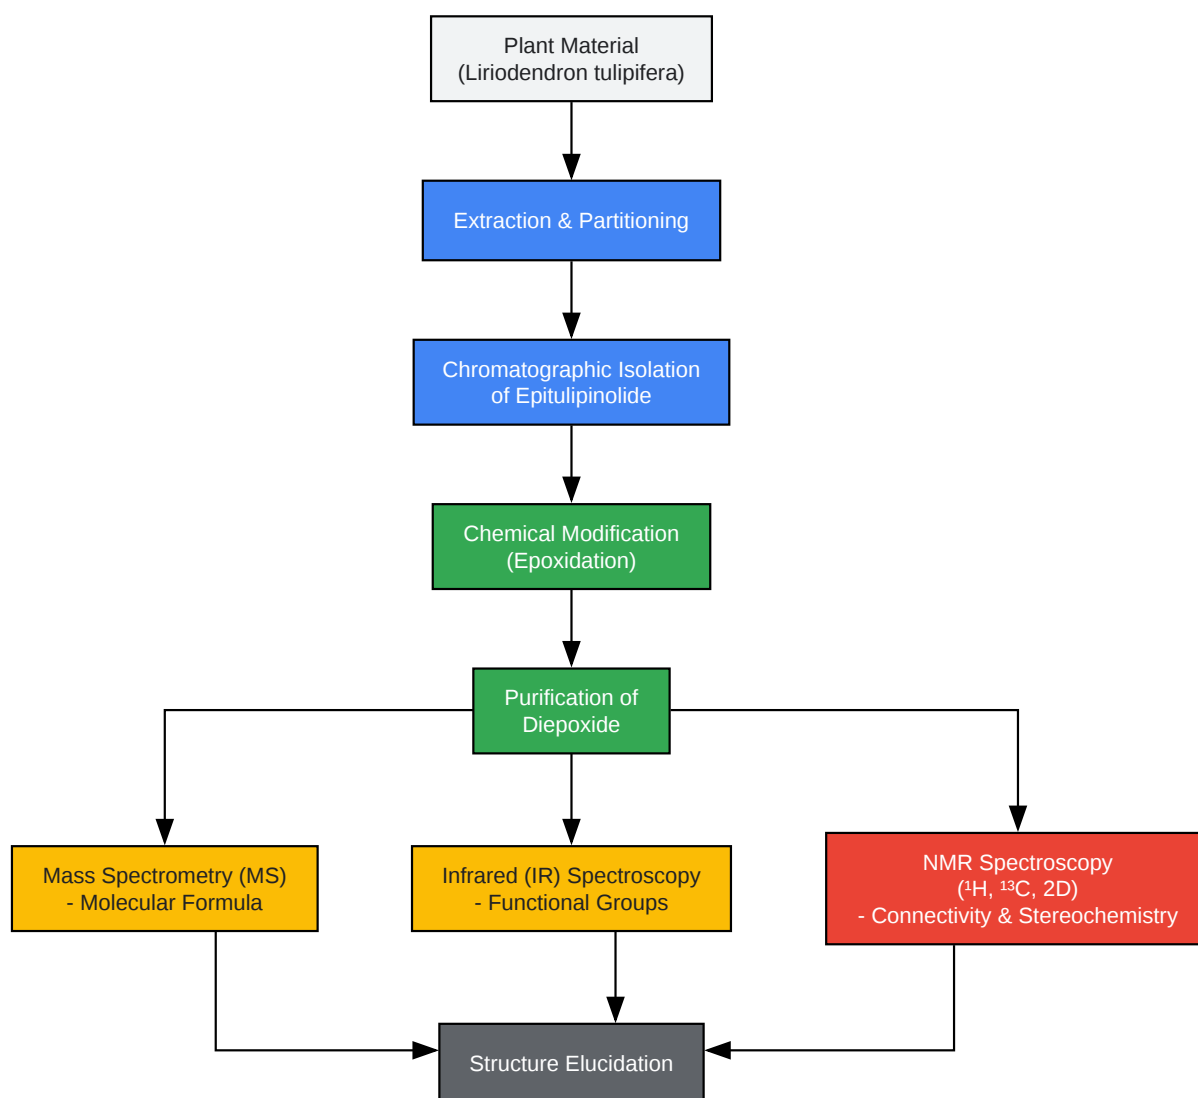 Plant Material
(Liriodendron tulipifera)
Extraction & Partitioning
Chromatographic Isolation
of Epitulipinolide
Chemical Modification
(Epoxidation)
Purification of
Diepoxide
Mass Spectrometry (MS)
- Molecular Formula
Infrared (IR) Spectroscopy
- Functional Groups
NMR Spectroscopy
(¹H, ¹³C, 2D)
- Connectivity & Stereochemistry
Structure Elucidation